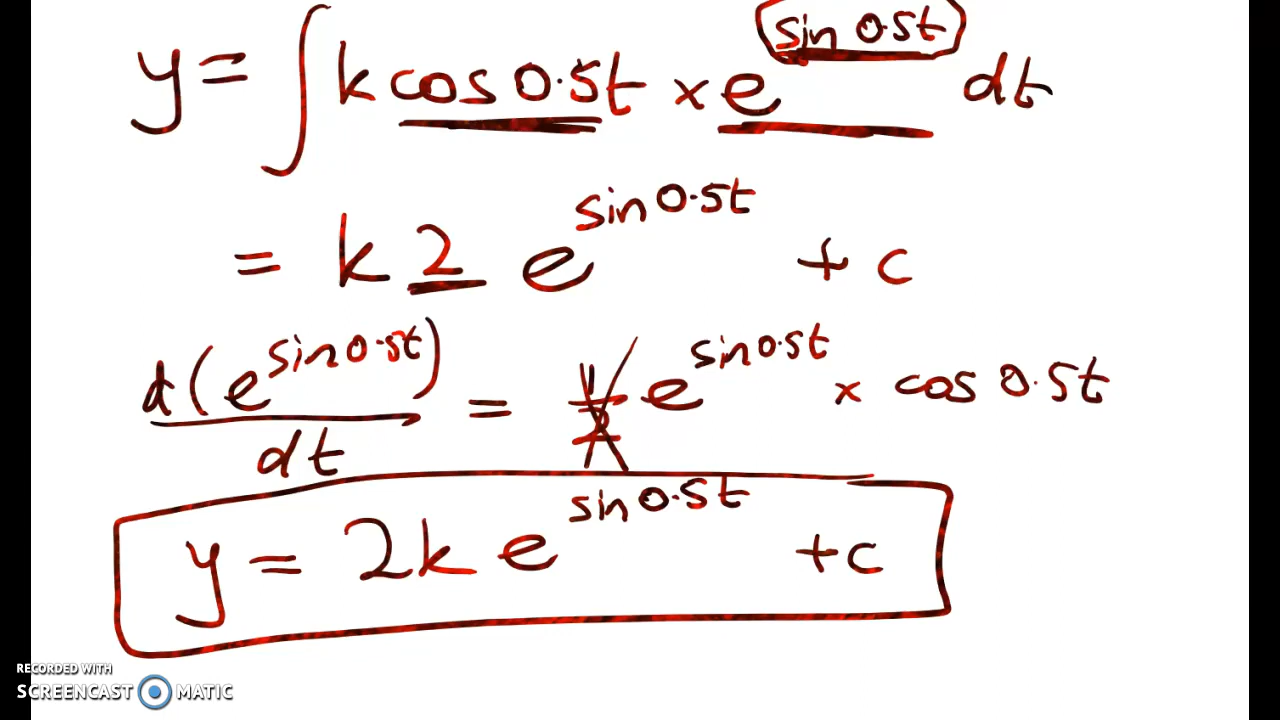 y = ∫ k cos 0.5t × e^(sin 0.5t) dt
= k 2 e^(sin 0.5t) + c
d(e^(sin 0.5t))/dt = 1/2 e^(sin 0.5t) × cos 0.5t
y = 2k e^(sin 0.5t) + c
RECORDED WITH
SCREENCAST MATIC